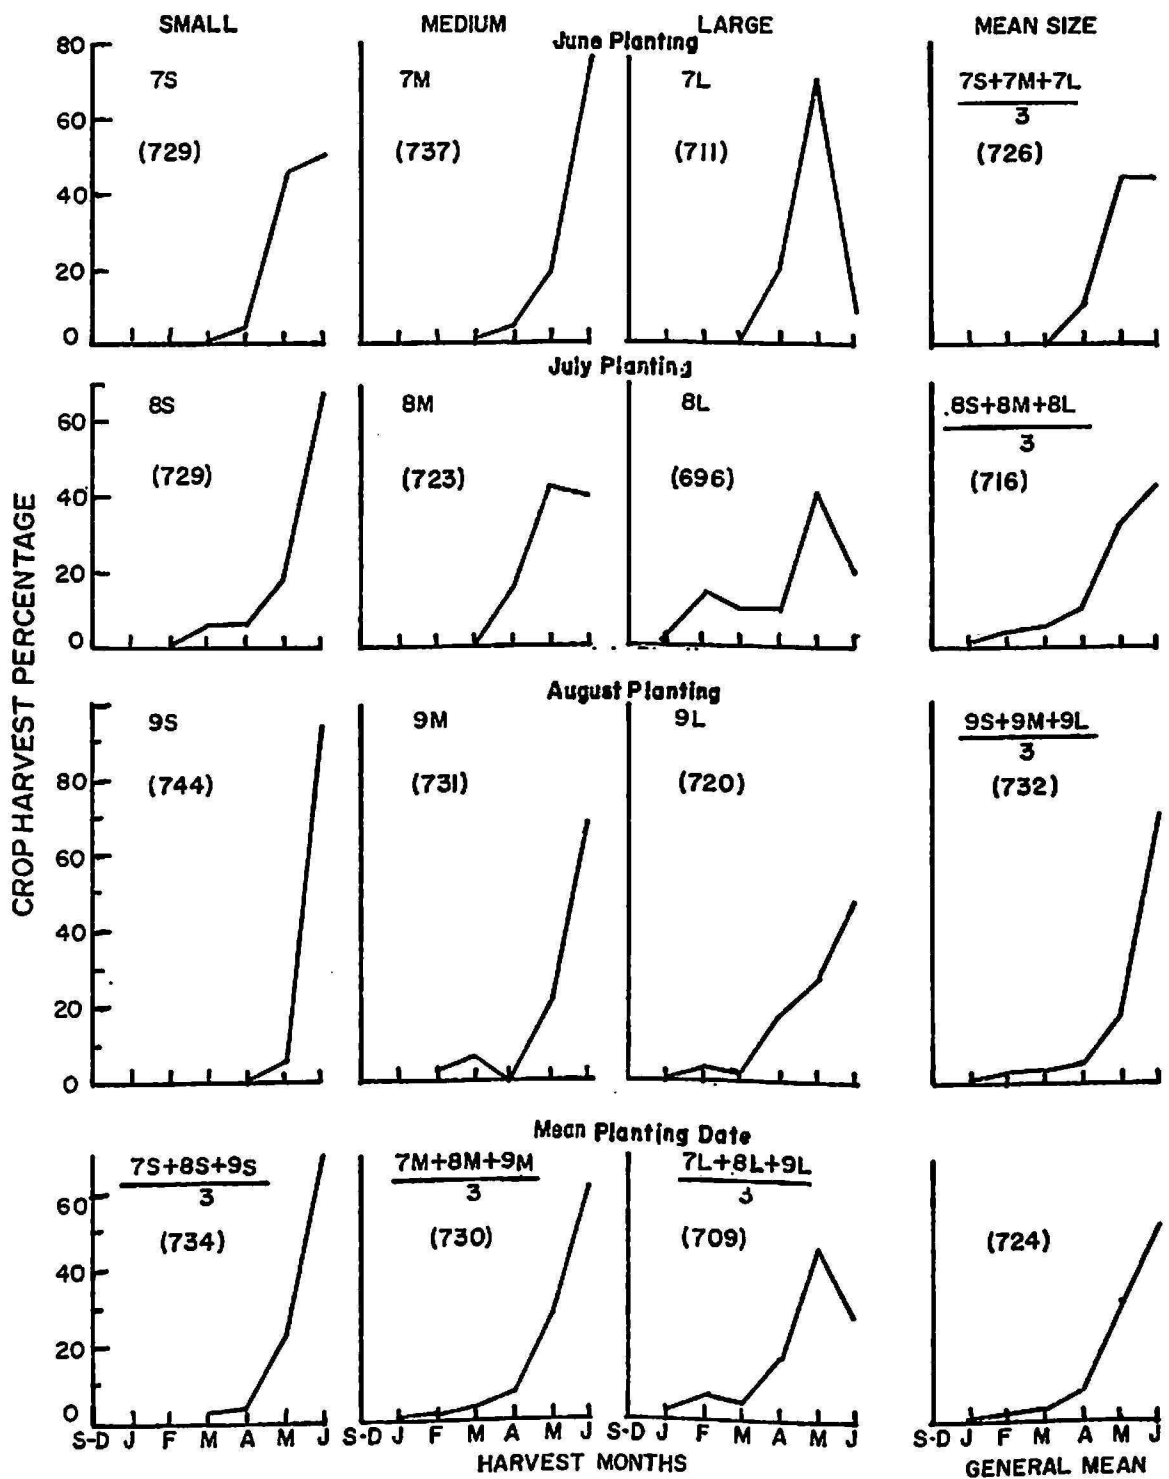 SMALL MEDIUM LARGE MEAN SIZE
June Planting
80
60
40
20
0
7S
(729)
7M
(737)
7L
(711)
7S+7M+7L
3
(726)
July Planting
60
40
20
0
8S
(729)
8M
(723)
8L
(696)
8S+8M+8L
3
(716)
CROP HARVEST PERCENTAGE
August Planting
80
60
40
20
0
9S
(744)
9M
(731)
9L
(720)
9S+9M+9L
3
(732)
Mean Planting Date
60
40
20
0
7S+8S+9S
3
(734)
7M+8M+9M
3
(730)
7L+8L+9L
3
(709)
(724)
S-D J F M A M J
S-D J F M A M J
S-D J F M A M J
S-D J F M A M J
HARVEST MONTHS
GENERAL MEAN